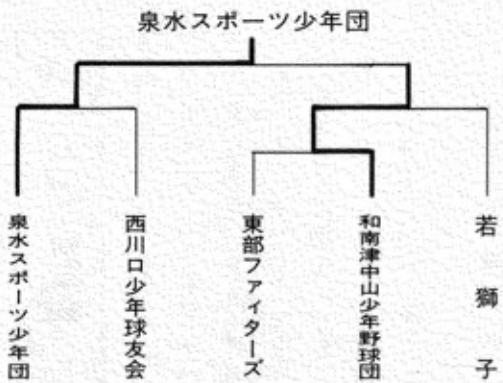 泉水スポーツ少年団
泉水スポーツ少年団
西川口少年球友会
東部ファイターズ
和南津中山少年野球団
若獅子